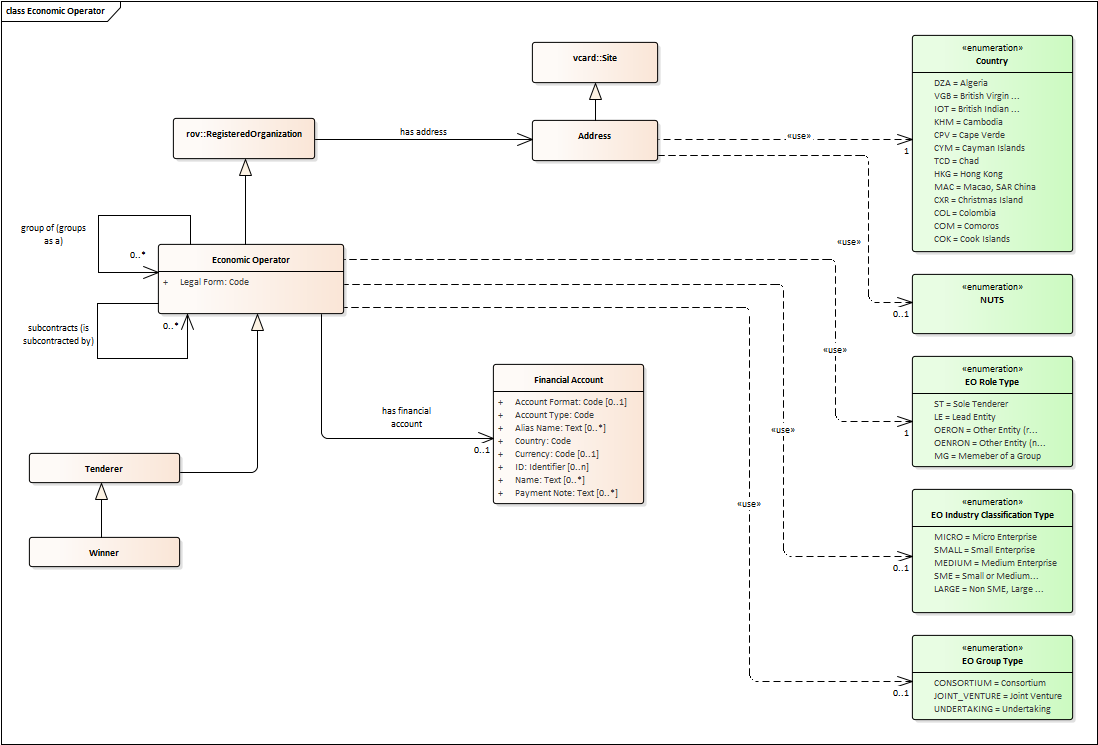 class Economic Operator
vcard::Site
rov::RegisteredOrganization
has address
Address
«use»
1
«enumeration»
Country
DZA = Algeria
VGB = British Virgin ...
IOT = British Indian ...
KHM = Cambodia
CPV = Cape Verde
CYM = Cayman Islands
TCD = Chad
HKG = Hong Kong
MAC = Macao, SAR China
CXR = Christmas Island
COL = Colombia
COM = Comoros
COK = Cook Islands
group of (groups
as a)
0..*
Economic Operator
+ Legal Form: Code
subcontracts (is
subcontracted by)
0..*
«use»
0..1
«enumeration»
NUTS
«use»
1
«enumeration»
EO Role Type
ST = Sole Tenderer
LE = Lead Entity
OERON = Other Entity (r...
OENRON = Other Entity (n...
MG = Memeber of a Group
has financial
account
0..1
Financial Account
+ Account Format: Code [0..1]
+ Account Type: Code
+ Alias Name: Text [0..*]
+ Country: Code
+ Currency: Code [0..1]
+ ID: Identifier [0..n]
+ Name: Text [0..*]
+ Payment Note: Text [0..*]
Tenderer
Winner
«use»
0..1
«enumeration»
EO Industry Classification Type
MICRO = Micro Enterprise
SMALL = Small Enterprise
MEDIUM = Medium Enterprise
SME = Small or Medium...
LARGE = Non SME, Large ...
«use»
0..1
«enumeration»
EO Group Type
CONSORTIUM = Consortium
JOINT_VENTURE = Joint Venture
UNDERTAKING = Undertaking